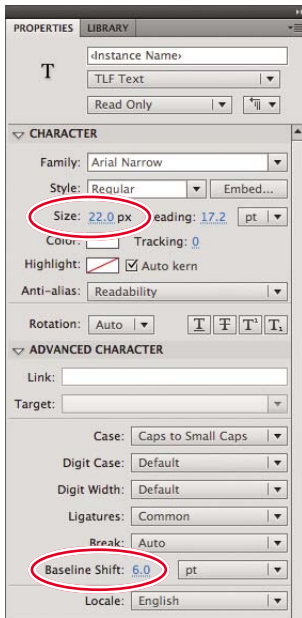 PROPERTIES LIBRARY
T <Instance Name>
TLF Text
Read Only
CHARACTER
Family: Arial Narrow
Style: Regular Embed...
Size: 22.0 px eading: 17.2 pt
Color: Tracking: 0
Highlight: Auto kern
Anti-alias: Readability
Rotation: Auto T T T¹ T₁
ADVANCED CHARACTER
Link:
Target:
Case: Caps to Small Caps
Digit Case: Default
Digit Width: Default
Ligatures: Common
Break: Auto
Baseline Shift: 6.0 pt
Locale: English